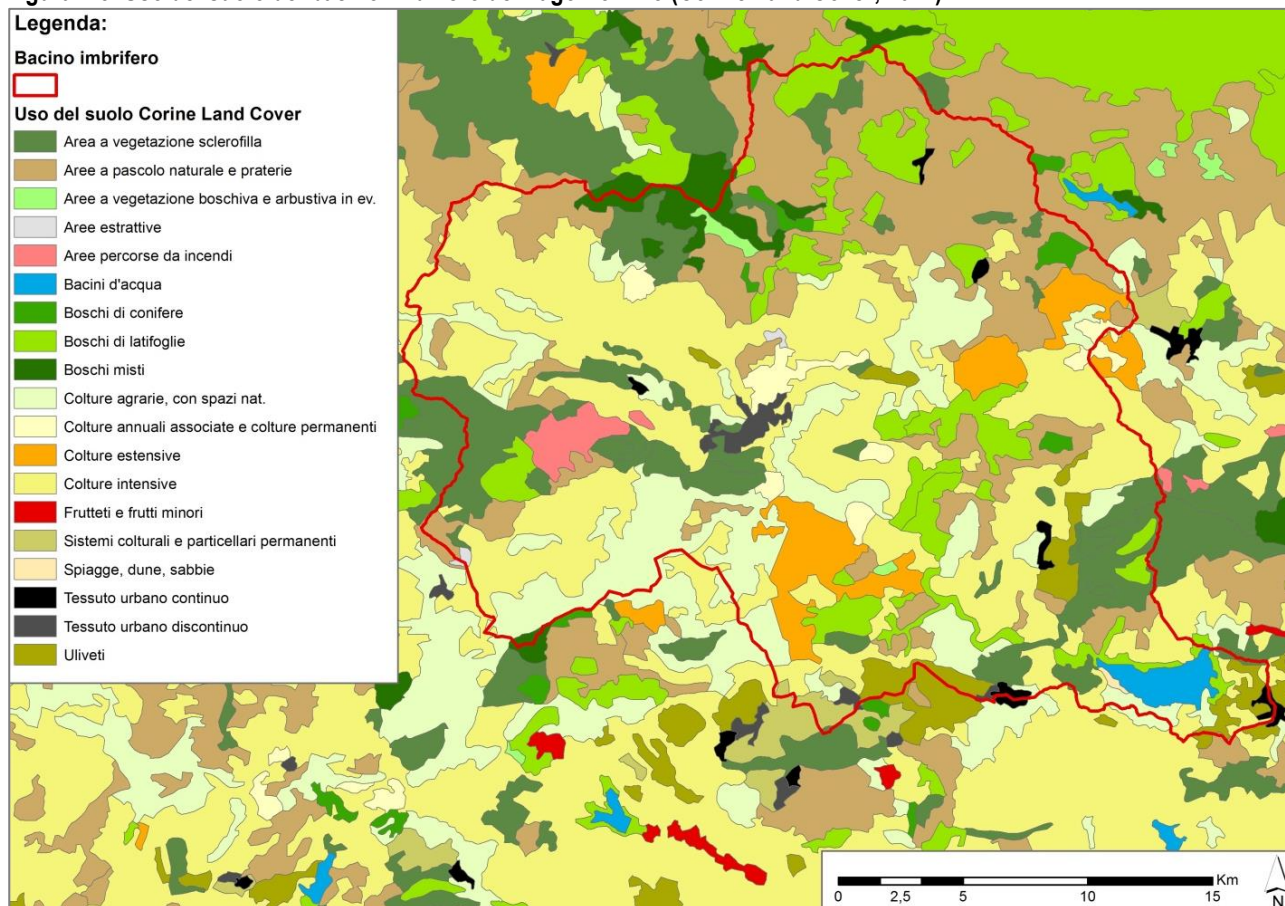 Legenda:
Bacino imbrifero
Uso del suolo Corine Land Cover
Area a vegetazione sclerofilla
Aree a pascolo naturale e praterie
Aree a vegetazione boschiva e arbustiva in ev.
Aree estrattive
Aree percorse da incendi
Bacini d'acqua
Boschi di conifere
Boschi di latifoglie
Boschi misti
Colture agrarie, con spazi nat.
Colture annuali associate e colture permanenti
Colture estensive
Colture intensive
Frutteti e frutti minori
Sistemi colturali e particellari permanenti
Spiagge, dune, sabbie
Tessuto urbano continuo
Tessuto urbano discontinuo
Uliveti
Km
0 2,5 5 10 15
N